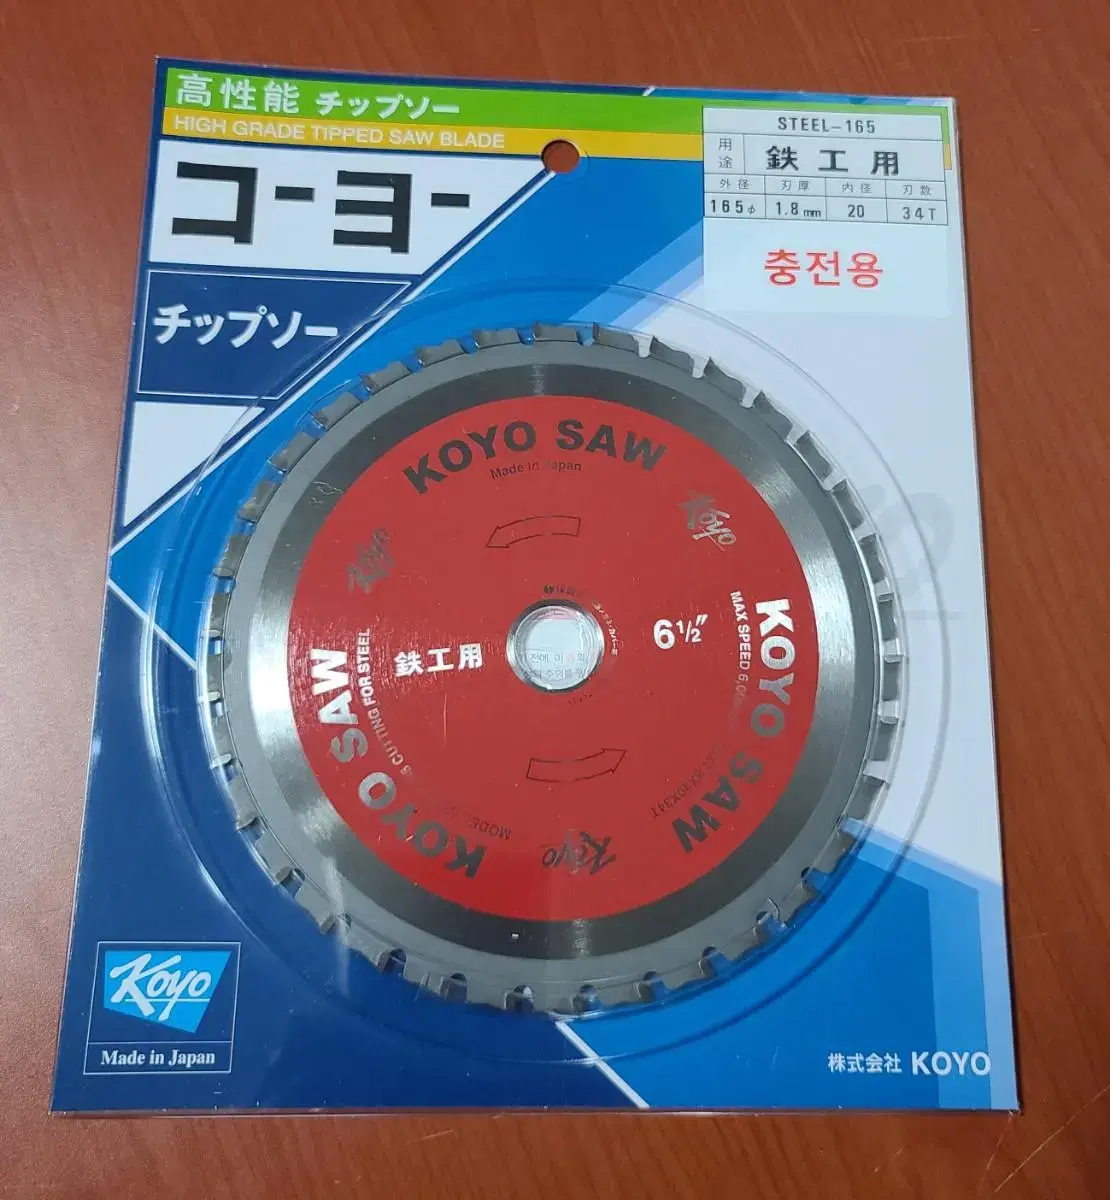 高性能 チップソー
HIGH GRADE TIPPED SAW BLADE
コーヨー
チップソー
STEEL-165
用途 鉄工用
外径 刃厚 内径 刃数
165φ 1.8mm 20 34T
충전용
KOYO SAW
Made in Japan
Koyo
Koyo
6½"
鉄工用
KOYO SAW
MAX SPEED
KOYO SAW
CUTTING FOR STEEL
MODEL
Koyo
Koyo
Made in Japan
株式会社 KOYO